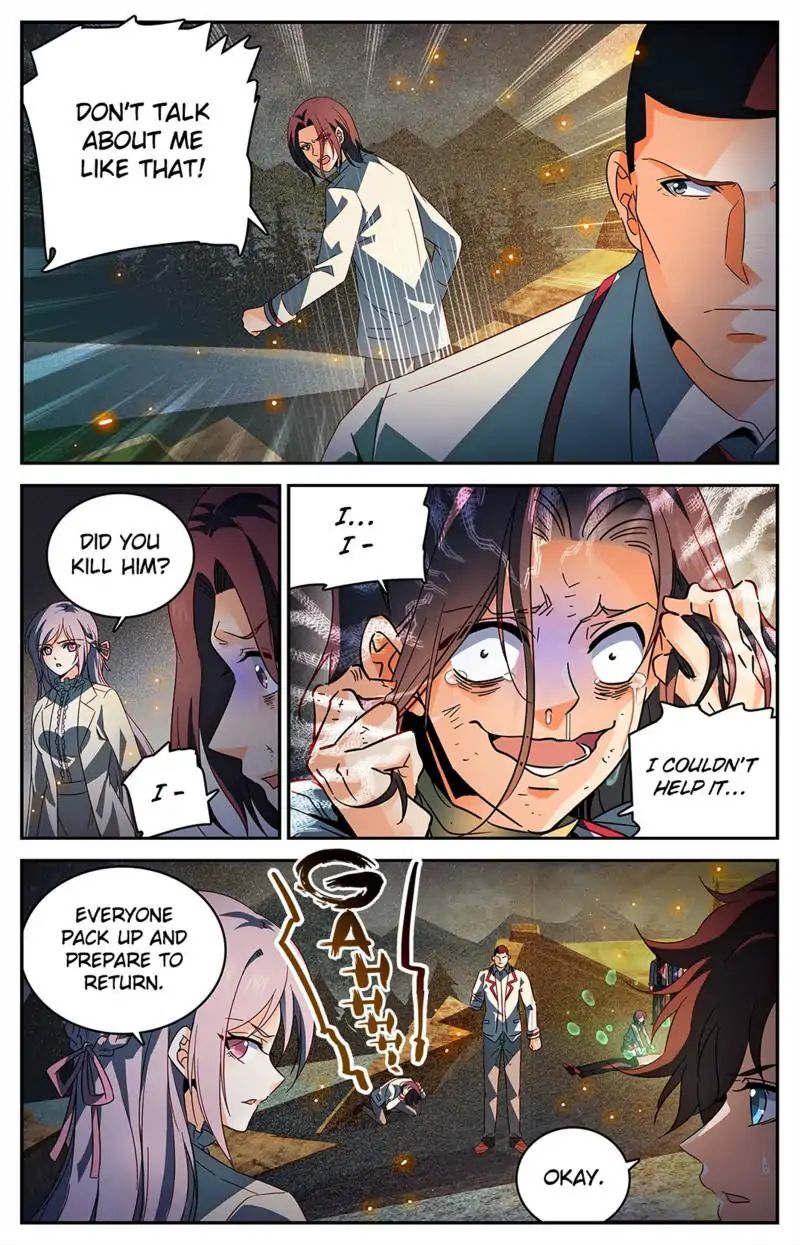 DON'T TALK
ABOUT ME
LIKE THAT!
DID YOU
KILL HIM?
I -
I...
I -
I COULDN'T
HELP IT...
EVERYONE
PACK UP AND
PREPARE TO
RETURN.
GAHHH!
OKAY.